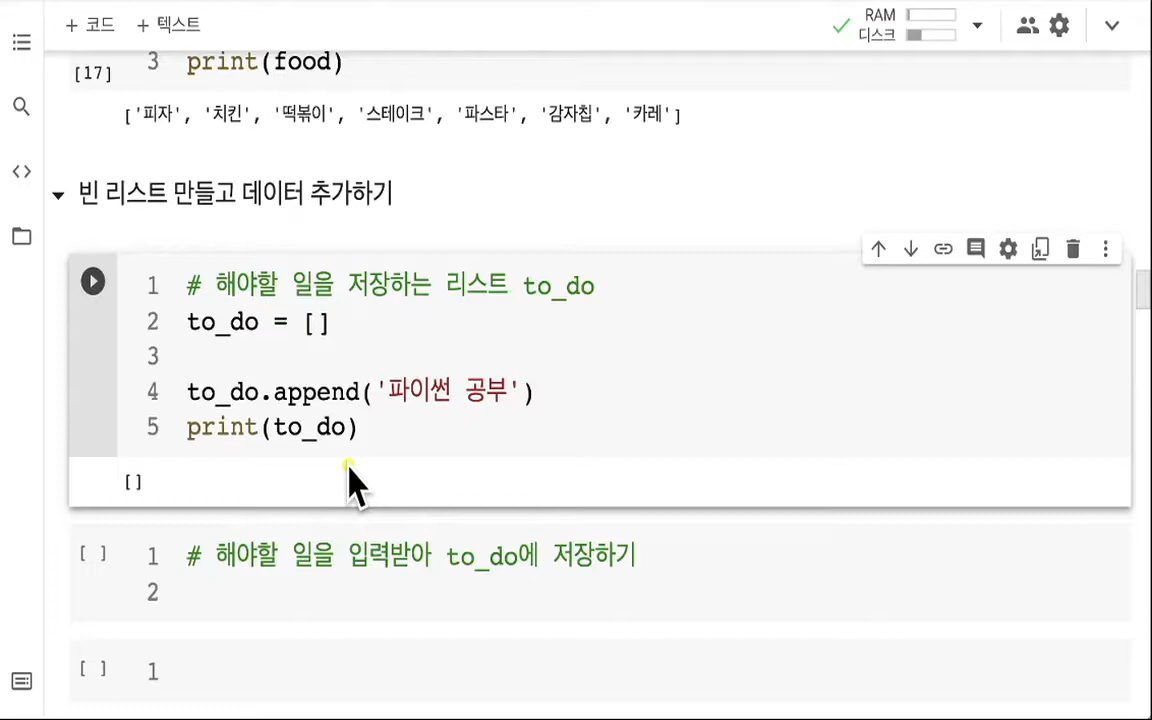 + 코드 + 텍스트
RAM
디스크
[17] 3 print(food)
['피자', '치킨', '떡볶이', '스테이크', '파스타', '감자칩', '카레']
빈 리스트 만들고 데이터 추가하기
1 # 해야할 일을 저장하는 리스트 to_do
2 to_do = []
3
4 to_do.append('파이썬 공부')
5 print(to_do)
[]
[ ] 1 # 해야할 일을 입력받아 to_do에 저장하기
2
[ ] 1